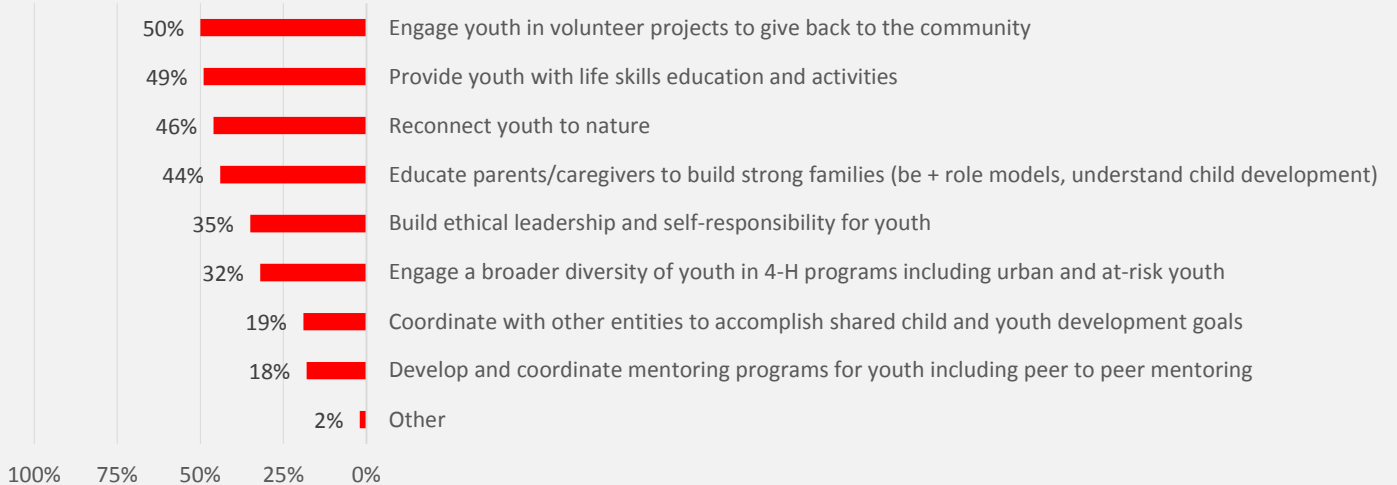 50% Engage youth in volunteer projects to give back to the community
49% Provide youth with life skills education and activities
46% Reconnect youth to nature
44% Educate parents/caregivers to build strong families (be + role models, understand child development)
35% Build ethical leadership and self-responsibility for youth
32% Engage a broader diversity of youth in 4-H programs including urban and at-risk youth
19% Coordinate with other entities to accomplish shared child and youth development goals
18% Develop and coordinate mentoring programs for youth including peer to peer mentoring
2% Other
100% 75% 50% 25% 0%